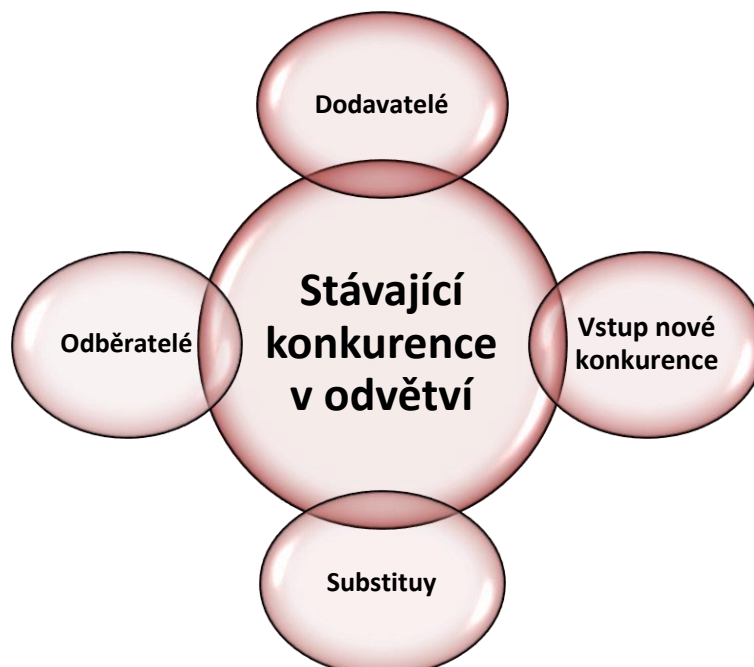 Dodavatelé
Stávající
konkurence
v odvětví
Odběratelé
Vstup nové
konkurence
Substituy